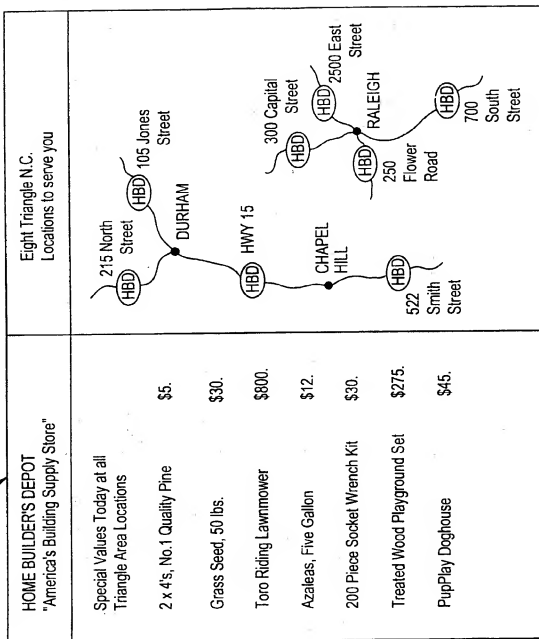 HOME BUILDER'S DEPOT
"America's Building Supply Store"
Special Values Today at all
Triangle Area Locations
2 x 4's, No.1 Quality Pine $5.
Grass Seed, 50 lbs. $30.
Toro Riding Lawnmower $800.
Azaleas, Five Gallon $12.
200 Piece Socket Wrench Kit $30.
Treated Wood Playground Set $275.
PupPlay Doghouse $45.
Eight Triangle N.C.
Locations to serve you
215 North
Street
HBD
HBD
105 Jones
Street
DURHAM
HBD
HWY 15
CHAPEL
HILL
HBD
522
Smith
Street
300 Capital
Street
HBD
HBD
2500 East
Street
RALEIGH
HBD
250
Flower
Road
HBD
700
South
Street